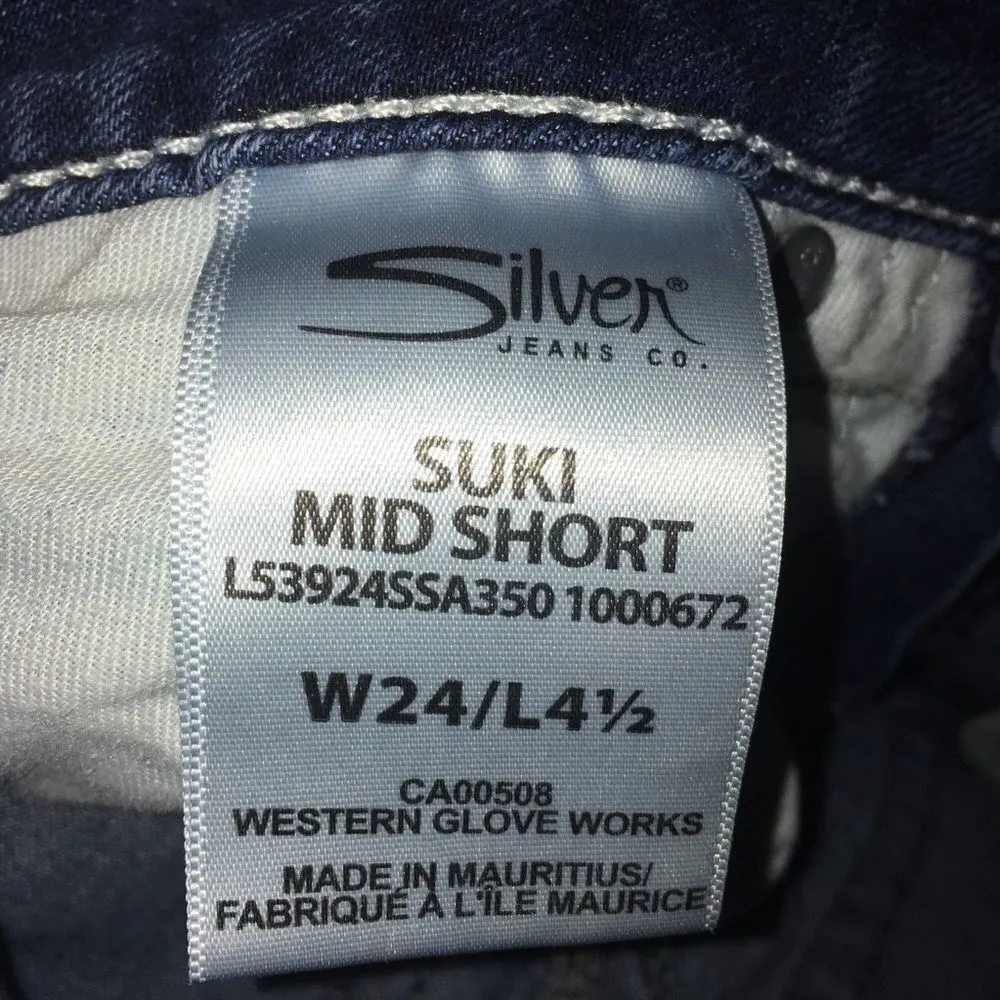 Silver®
JEANS CO.
SUKI
MID SHORT
L53924SSA350 1000672
W24/L4½
CA00508
WESTERN GLOVE WORKS
MADE IN MAURITIUS/
FABRIQUÉ À L'ÎLE MAURICE